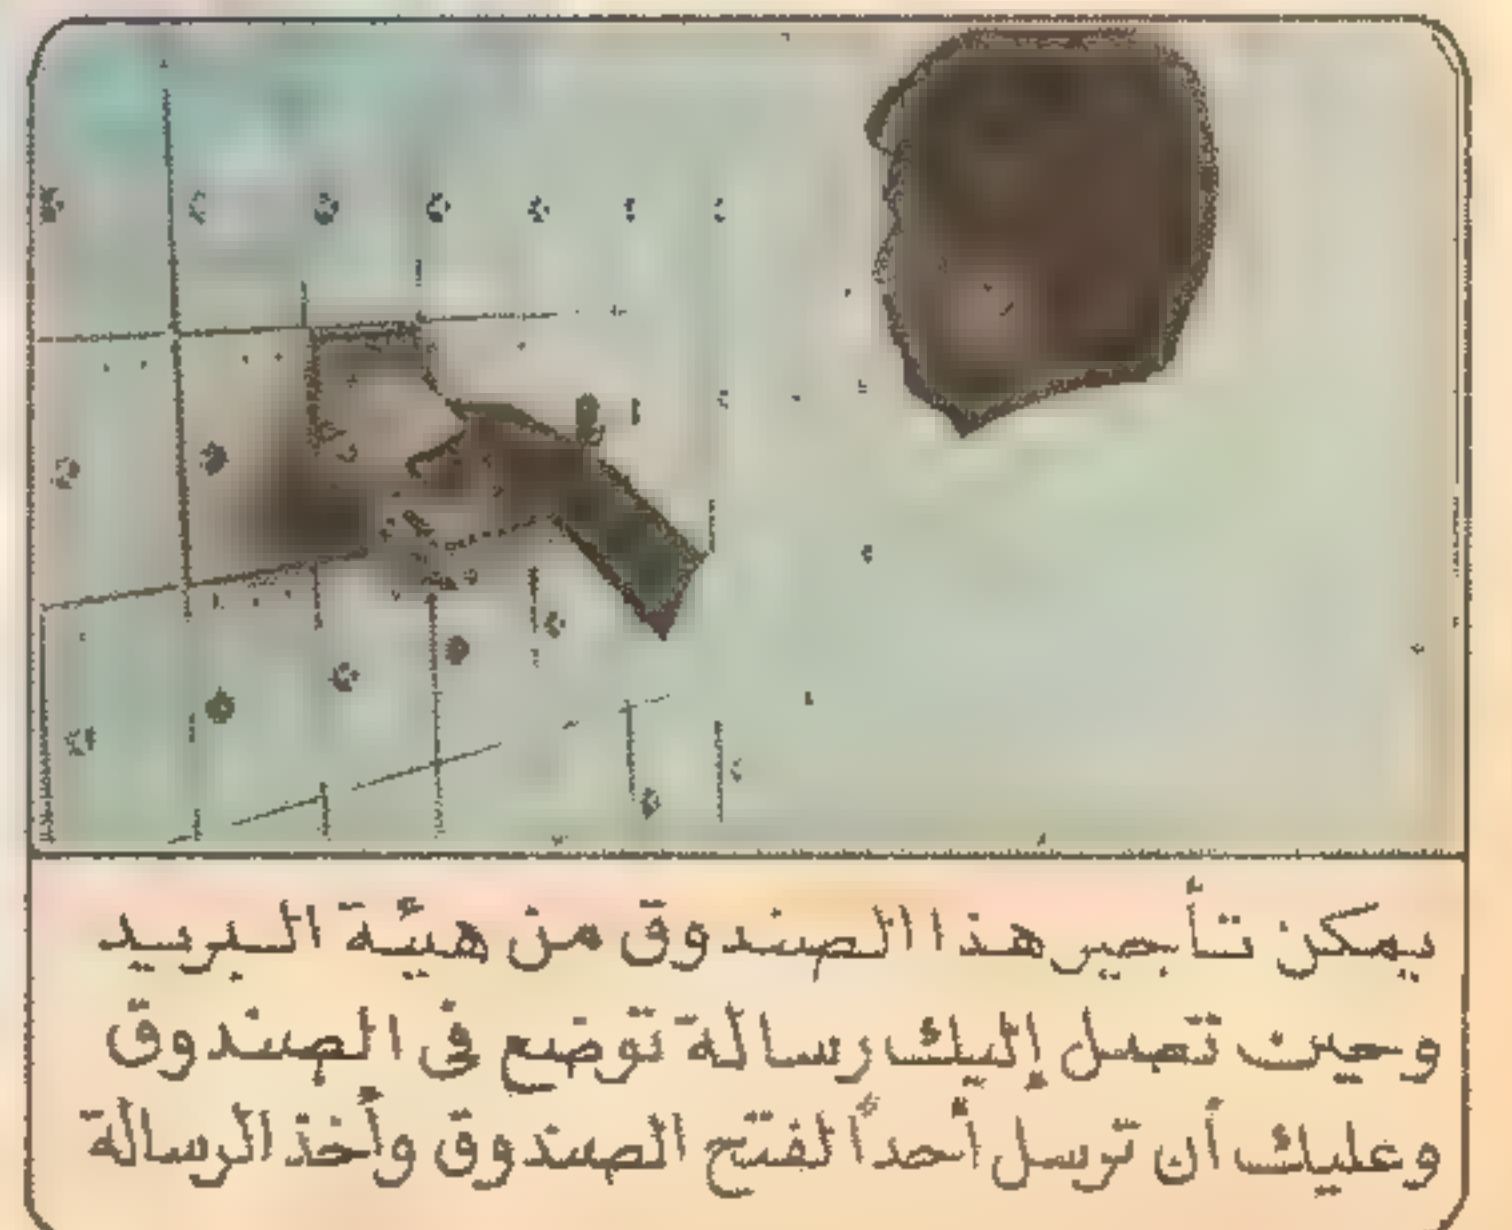 يمكن تأجير هذا الصندوق من هيئة البريد
وحين تصل إليك رسالة توضع في الصندوق
وعليك أن ترسل أحداً لفتح الصندوق وأخذ الرسالة